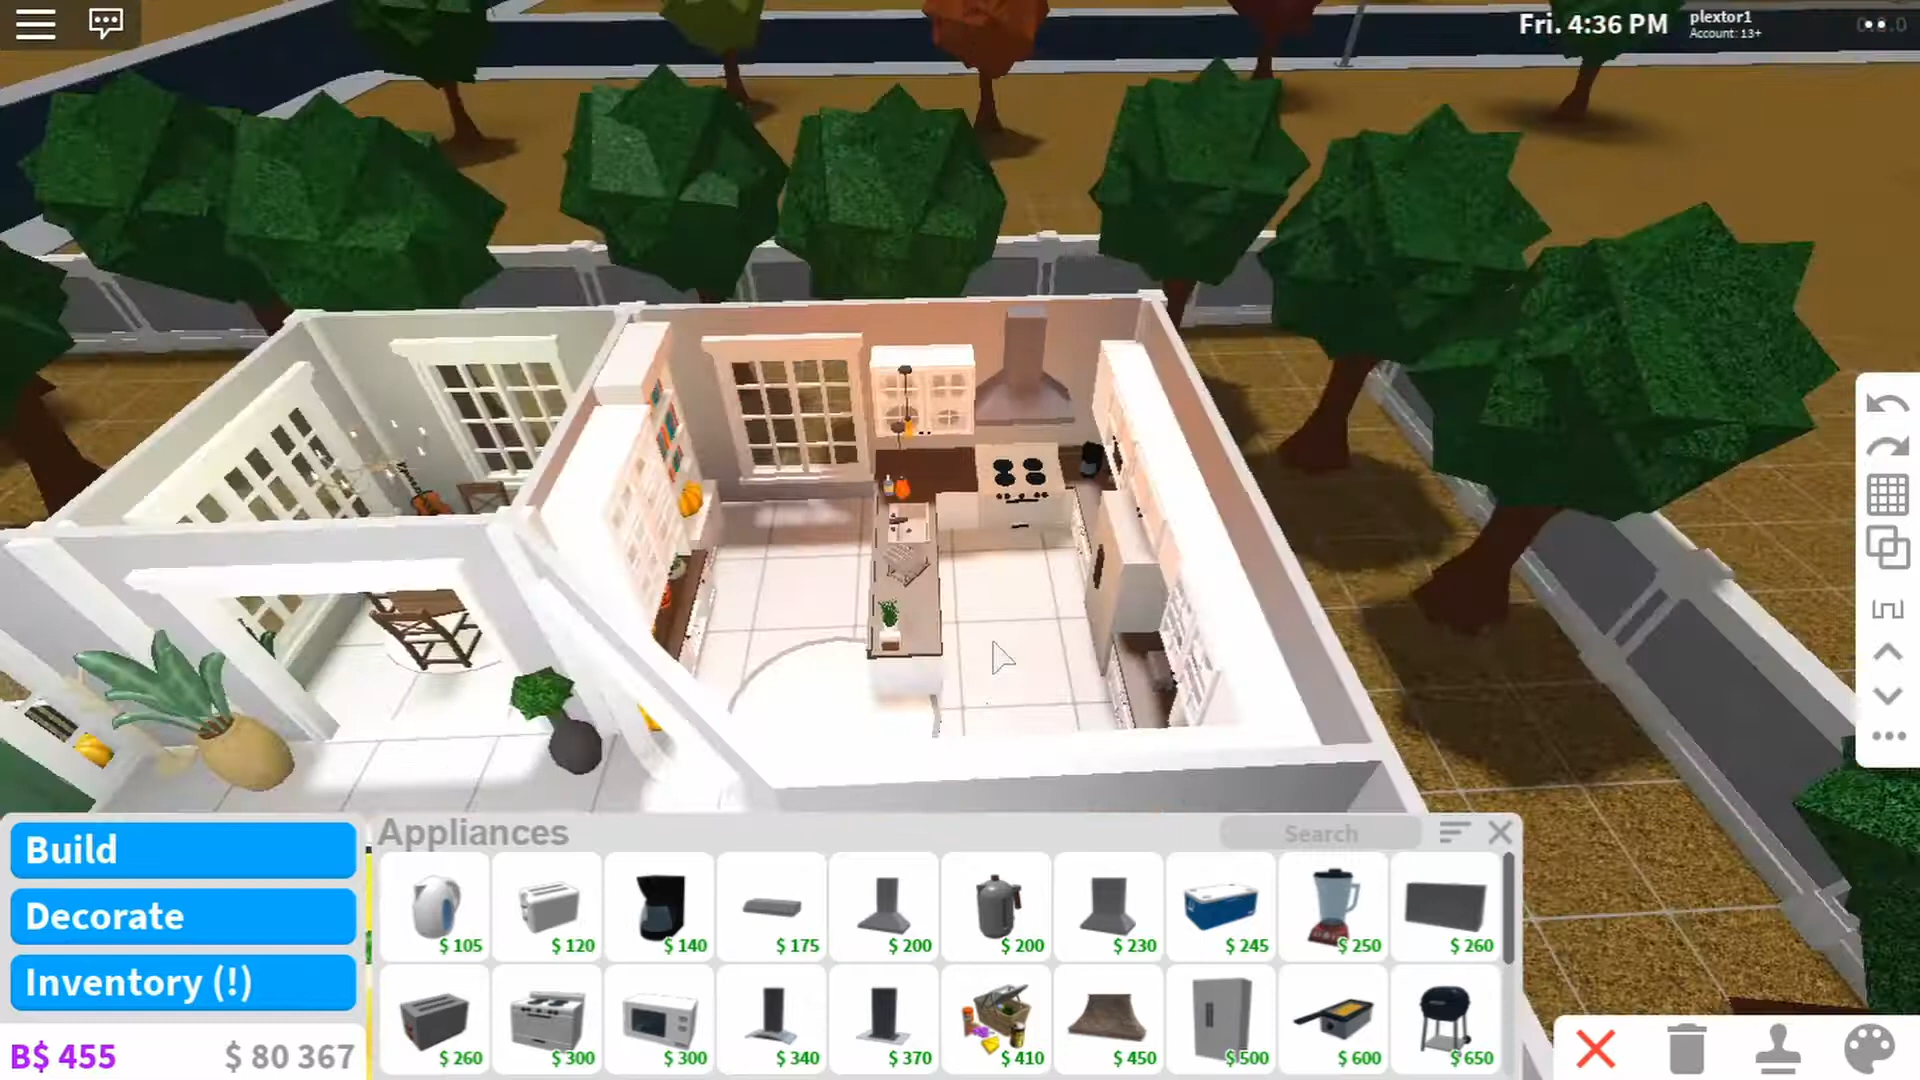 Fri. 4:36 PM
plextor1
Account: 13+
Appliances
Search
Build
Decorate
Inventory (!)
B$ 455
$ 80 367
$ 105
$ 120
$ 140
$ 175
$ 200
$ 200
$ 230
$ 245
$ 250
$ 260
$ 260
$ 300
$ 300
$ 340
$ 370
$ 410
$ 450
$ 500
$ 600
$ 650